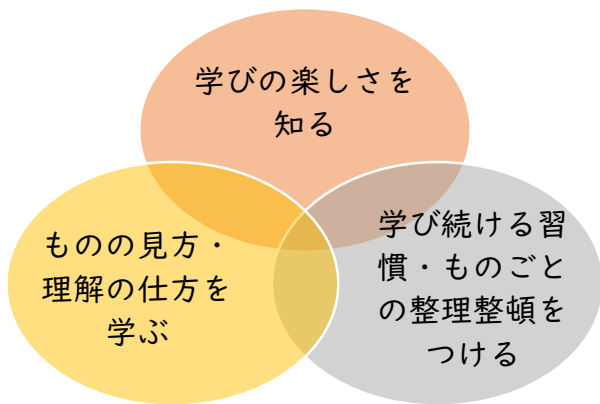 学びの楽しさを
知る
ものの見方・
理解の仕方を
学ぶ
学び続ける習
慣・ものごと
の整理整頓を
つける